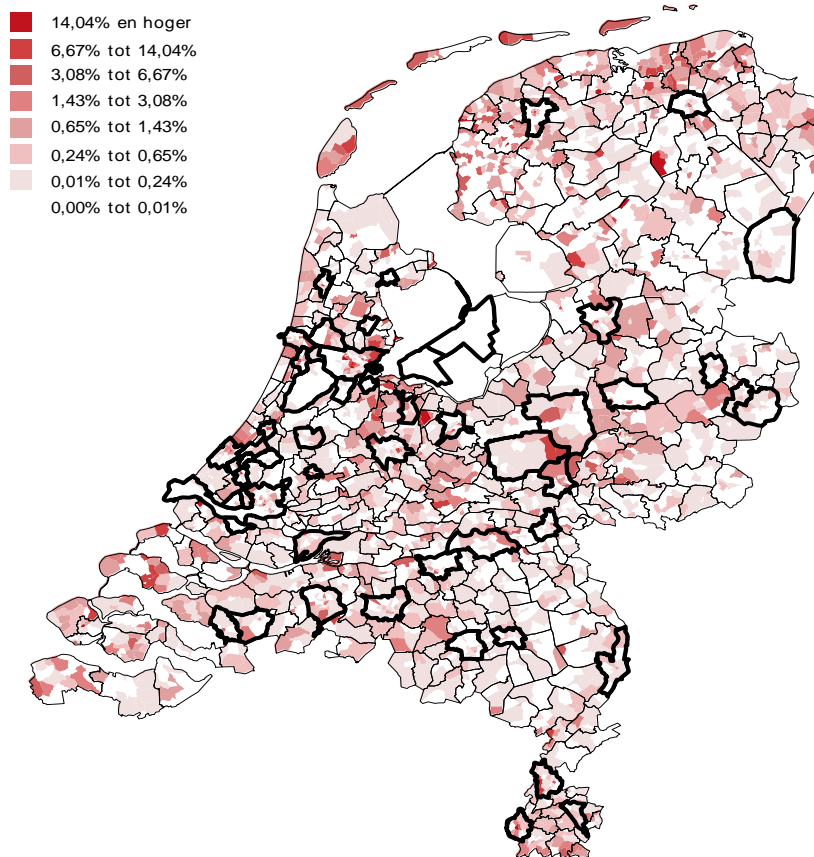 14,04% en hoger
6,67% tot 14,04%
3,08% tot 6,67%
1,43% tot 3,08%
0,65% tot 1,43%
0,24% tot 0,65%
0,01% tot 0,24%
0,00% tot 0,01%